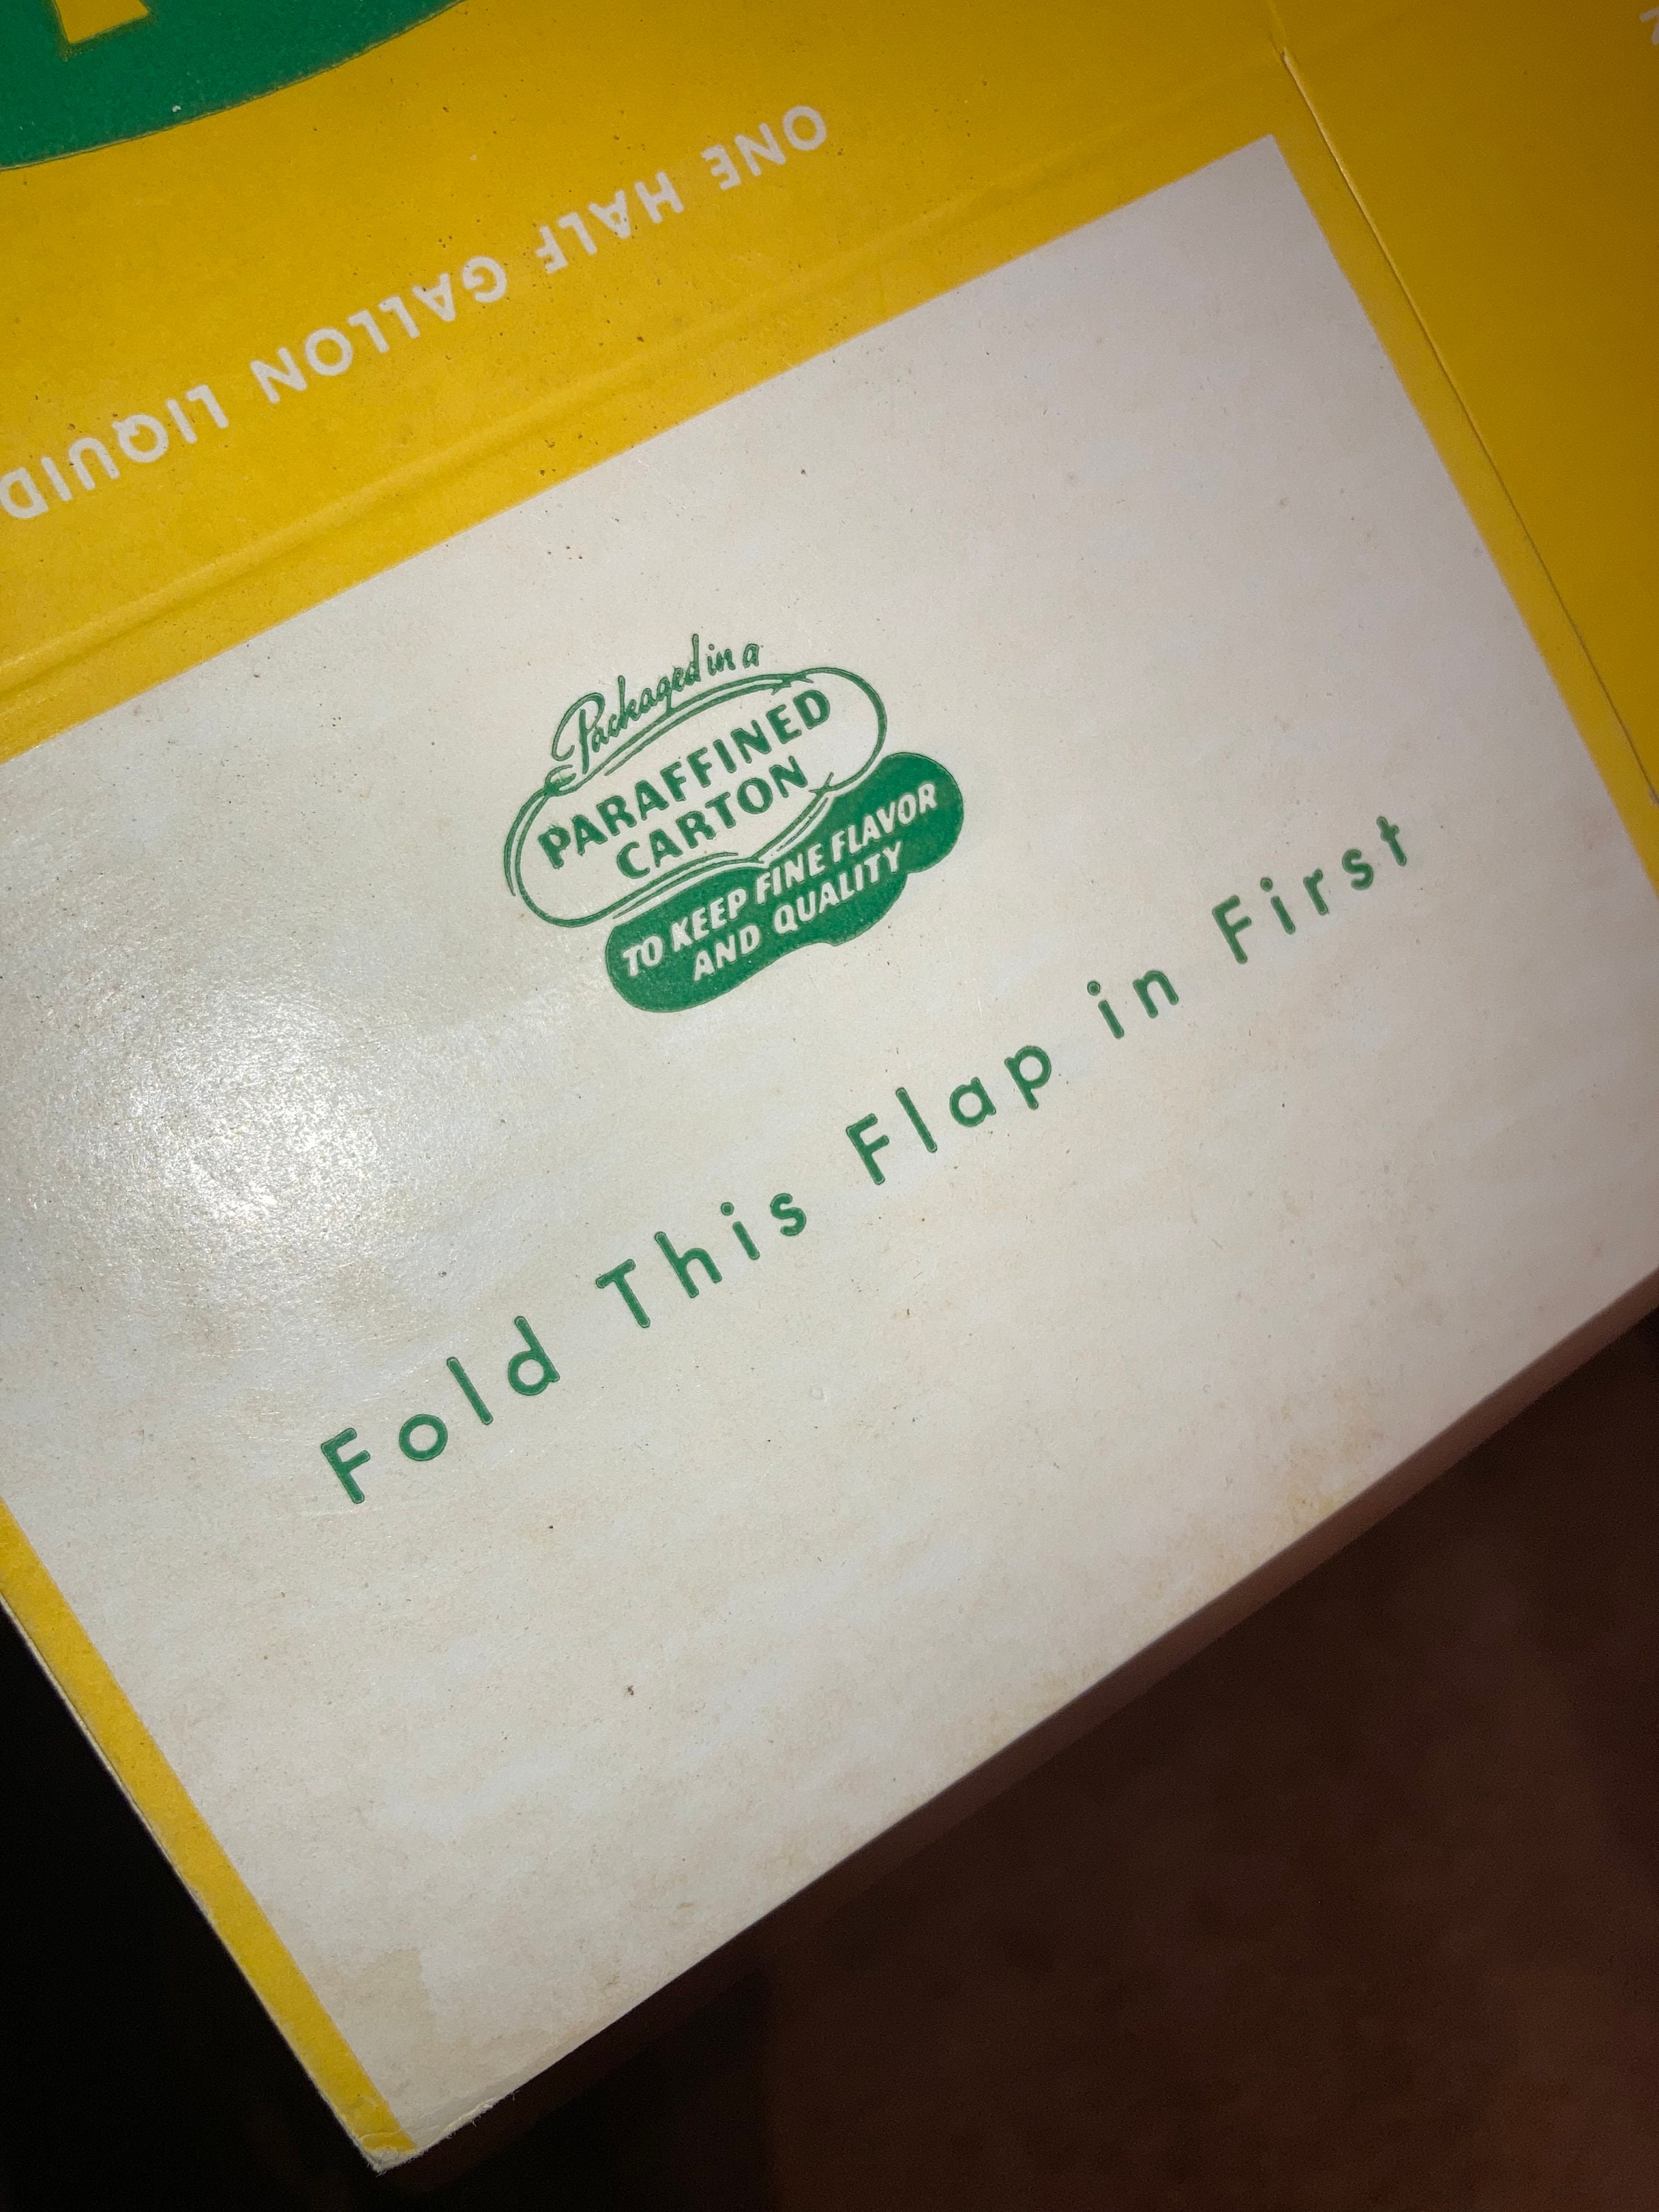 ONE HALF GALLON LIQUID
Packaged in a
PARAFFINED
CARTON
TO KEEP FINE FLAVOR
AND QUALITY
Fold This Flap in First